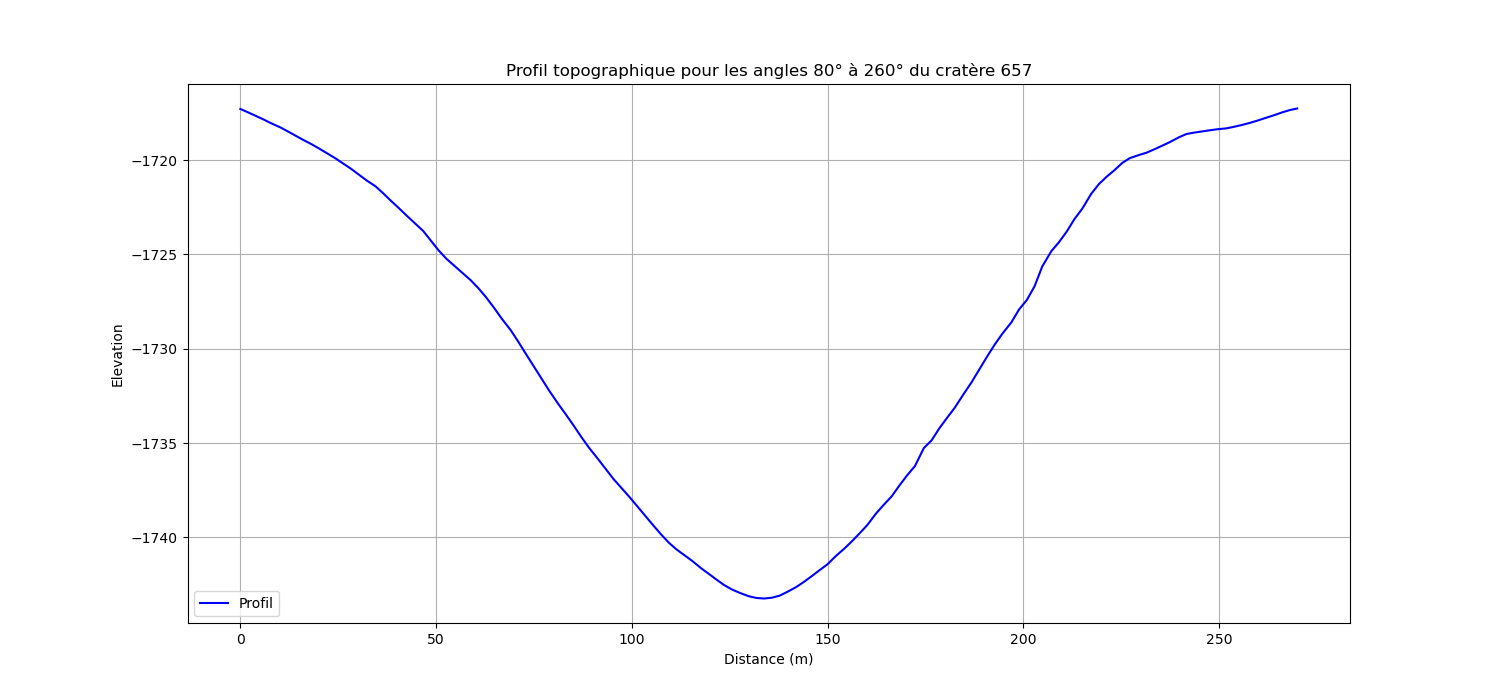 Profil topographique pour les angles 80° à 260° du cratère 657
−1720
−1725
−1730
−1735
−1740
Elevation
Profil
0 50 100 150 200 250
Distance (m)